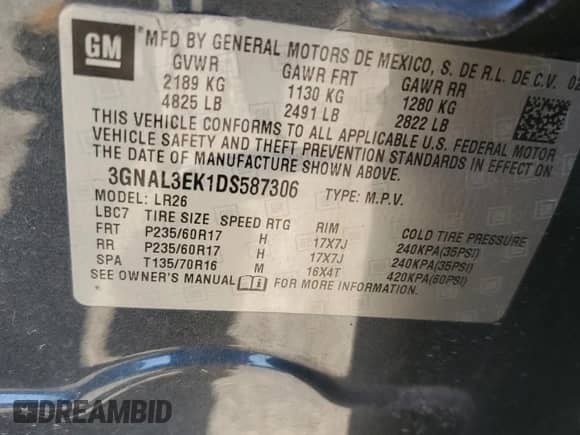 GM
MFD BY GENERAL MOTORS DE MEXICO, S. DE R.L. DE C.V. 02
GVWR GAWR FRT GAWR RR
2189 KG 1130 KG 1280 KG
4825 LB 2491 LB 2822 LB
THIS VEHICLE CONFORMS TO ALL APPLICABLE U.S. FEDERAL MOTOR
VEHICLE SAFETY AND THEFT PREVENTION STANDARDS IN EFFECT ON
THE DATE OF MANUFACTURE SHOWN ABOVE.
3GNAL3EK1DS587306 TYPE: M.P.V.
MODEL: LR26
LBC7 TIRE SIZE SPEED RTG RIM COLD TIRE PRESSURE
FRT P235/60R17 H 17X7J 240KPA(35PSI)
RR P235/60R17 H 17X7J 240KPA(35PSI)
SPA T135/70R16 M 16X4T 420KPA(60PSI)
SEE OWNER'S MANUAL FOR MORE INFORMATION.
DREAMBID